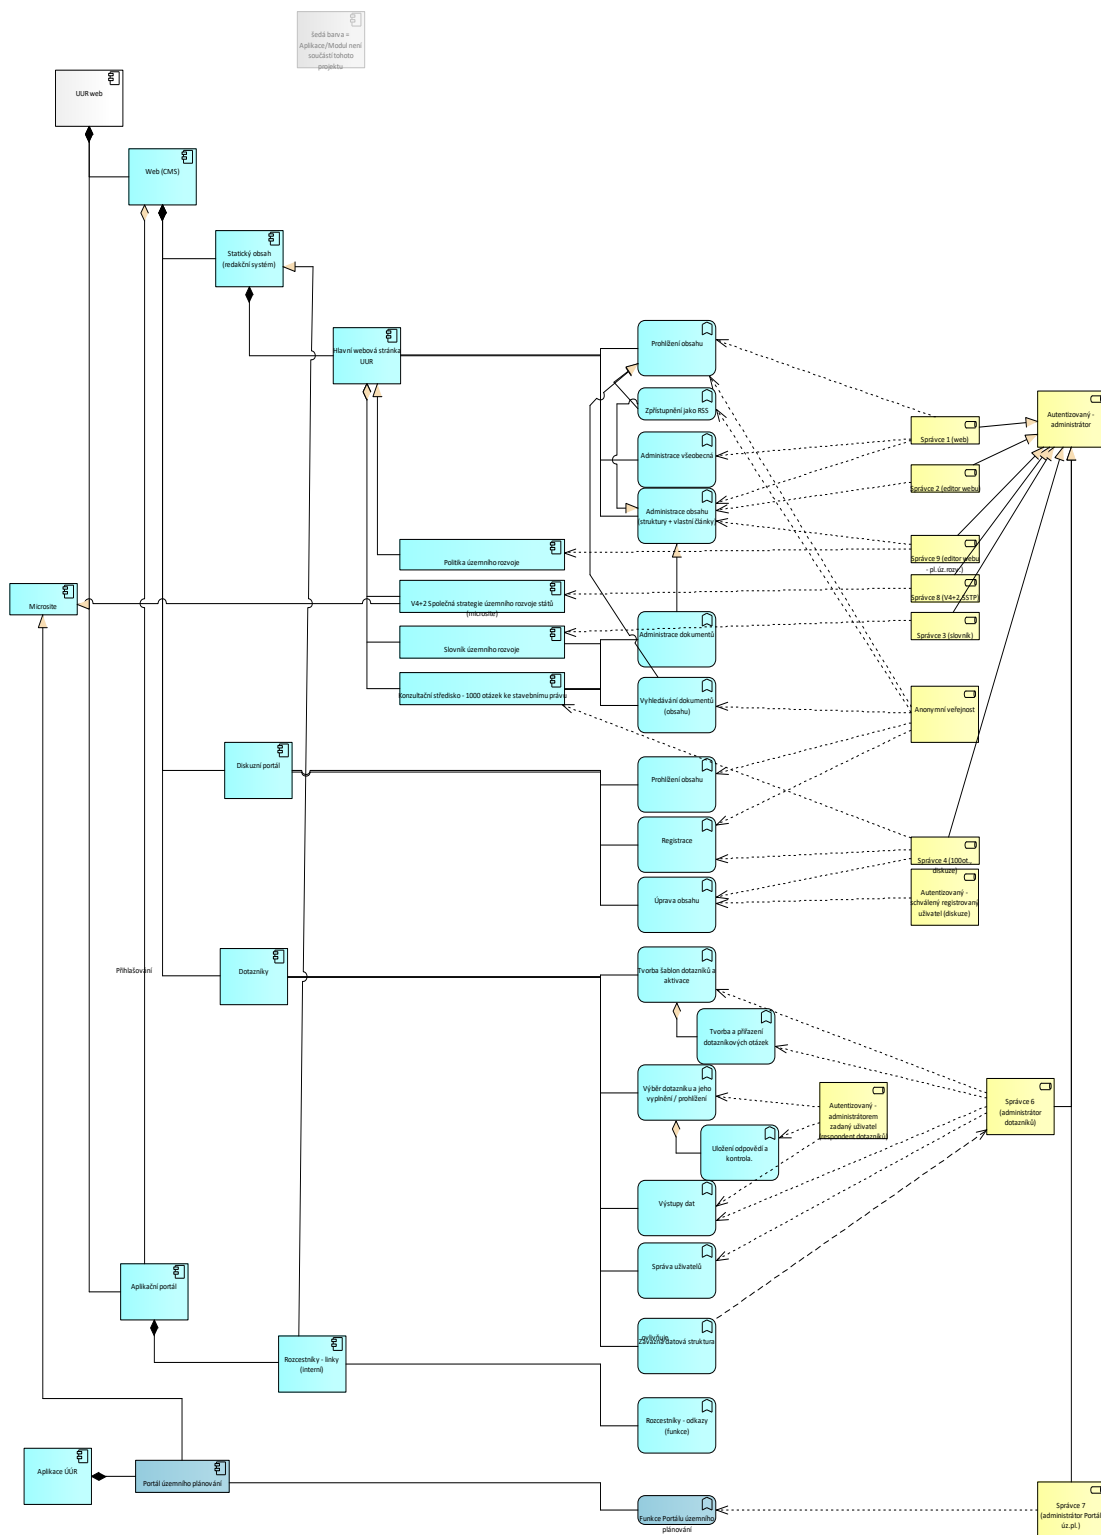 šedá barva =
Aplikace/Modul není
součástí tohoto
projektu
UUR web
Web (CMS)
Statický obsah
(redakční systém)
Hlavní webová stránka
UUR
Prohlížení obsahu
Zpřístupnění jako RSS
Administrace všeobecná
Administrace obsahu
(struktury + vlastní články)
Autentizovaný -
administrátor
Správce 1 (web)
Správce 2 (editor webu)
Správce 9 (editor webu
- pl.úz.rozv.)
Správce 8 (V4+2 SSTP)
Správce 3 (slovník)
Politika územního rozvoje
V4+2 Společná strategie územního rozvoje států
(microsite)
Microsite
Slovník územního rozvoje
Konzultační středisko - 1000 otázek ke stavebnímu právu
Administrace dokumentů
Vyhledávání dokumentů
(obsahu)
Anonymní veřejnost
Diskuzní portál
Prohlížení obsahu
Registrace
Úprava obsahu
Správce 4 (100ot.,
diskuze)
Autentizovaný -
schválený registrovaný
uživatel (diskuze)
Přihlašování
Dotazníky
Tvorba šablon dotazníků a
aktivace
Tvorba a přiřazení
dotazníkových otázek
Výběr dotazníku a jeho
vyplnění / prohlížení
Autentizovaný -
administrátorem
zadaný uživatel
(respondent dotazníků)
Správce 6
(administrátor
dotazníků)
Uložení odpovědí a
kontrola.
Výstupy dat
Správa uživatelů
ovlivňuje
Závazná datová struktura
Aplikační portál
Rozcestníky - linky
(interní)
Rozcestníky - odkazy
(funkce)
Aplikace ÚÚR
Portál územního plánování
Funkce Portálu územního
plánování
Správce 7
(administrátor Portál
úz.pl.)